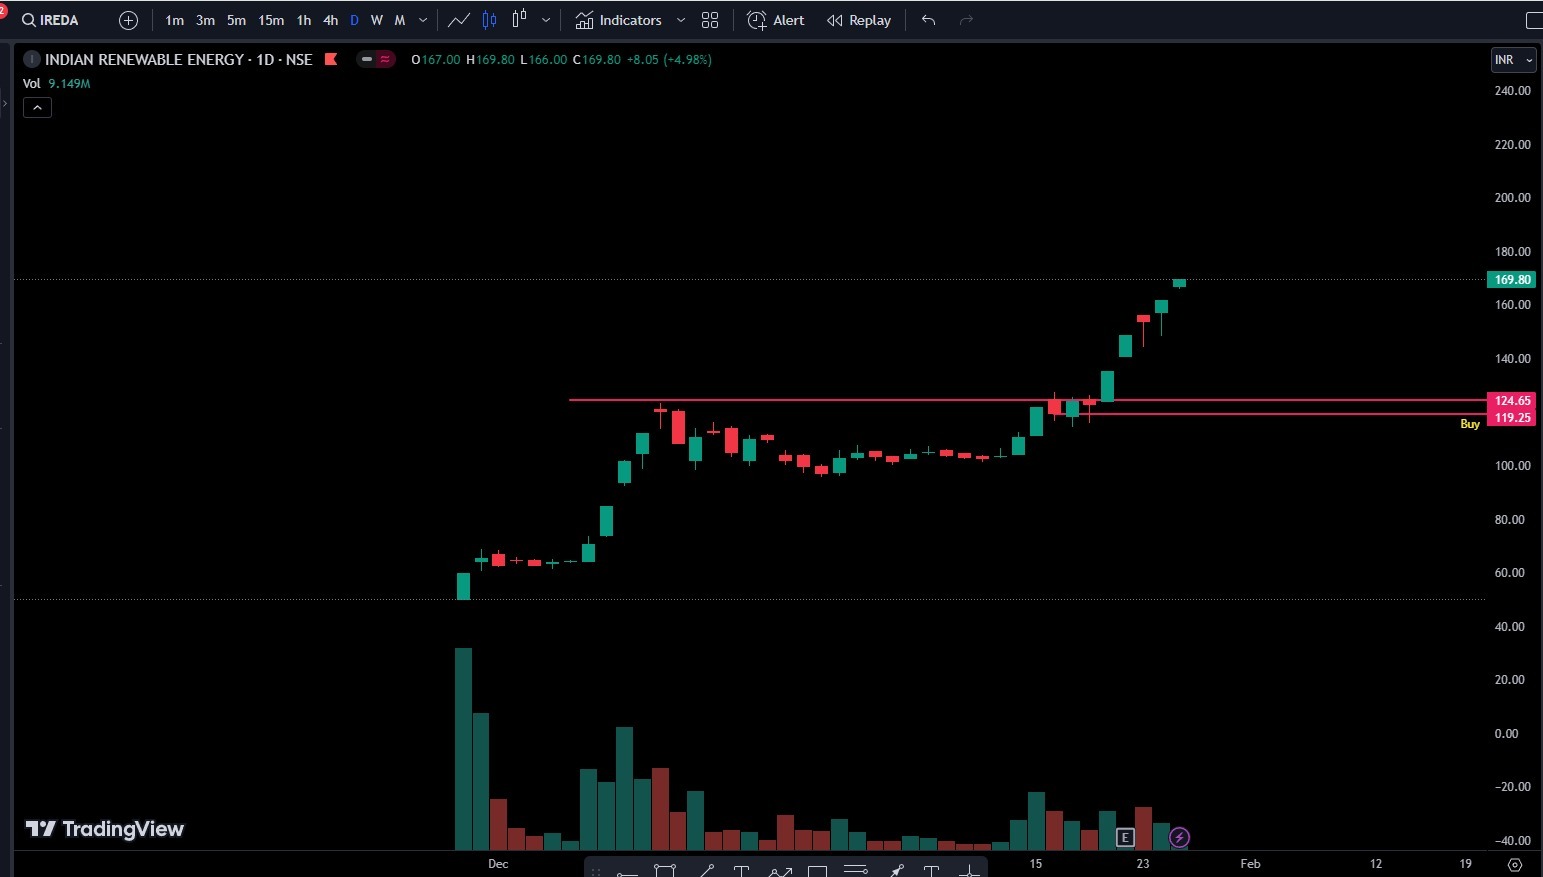 2
IREDA 1m 3m 5m 15m 1h 4h D W M Indicators Alert Replay
I INDIAN RENEWABLE ENERGY · 1D · NSE O167.00 H169.80 L166.00 C169.80 +8.05 (+4.98%)
INR
Vol 9.149M
240.00
220.00
200.00
180.00
169.80
160.00
140.00
124.65
119.25
Buy
100.00
80.00
60.00
40.00
20.00
0.00
−20.00
TradingView
E
−40.00
Dec 15 23 Feb 12 19